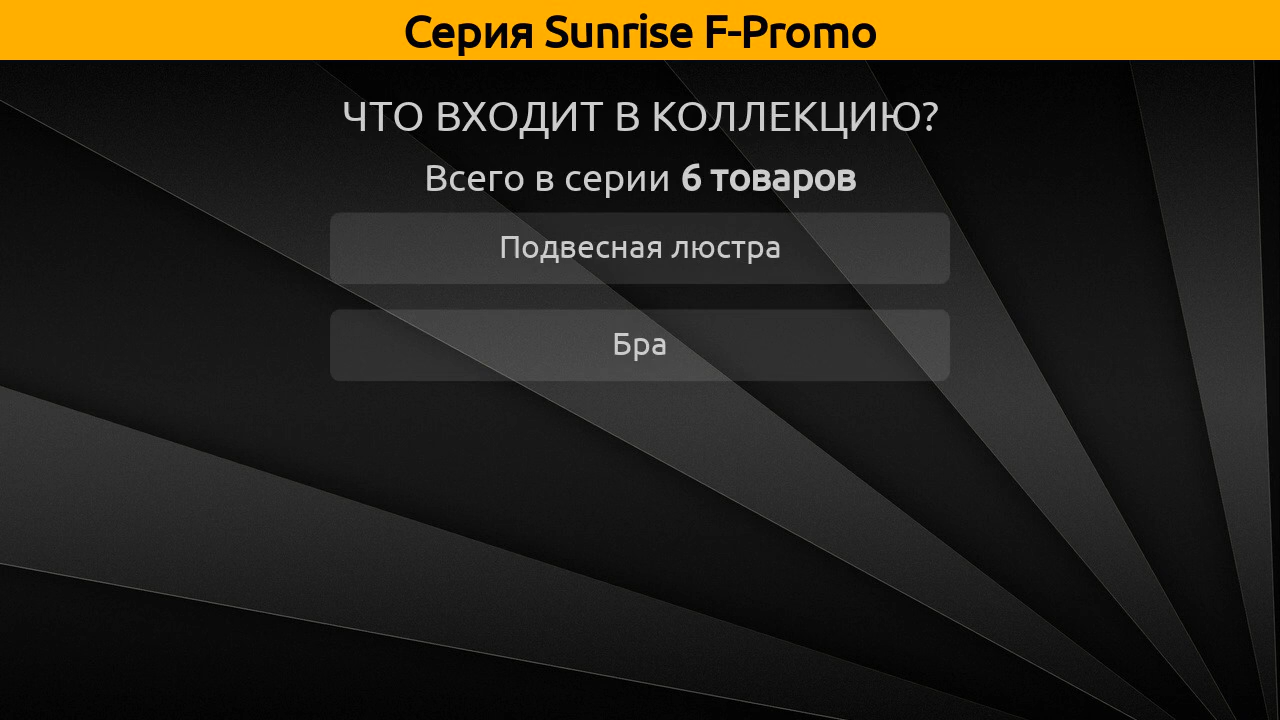 Серия Sunrise F-Promo
ЧТО ВХОДИТ В КОЛЛЕКЦИЮ?
Всего в серии 6 товаров
Подвесная люстра
Бра